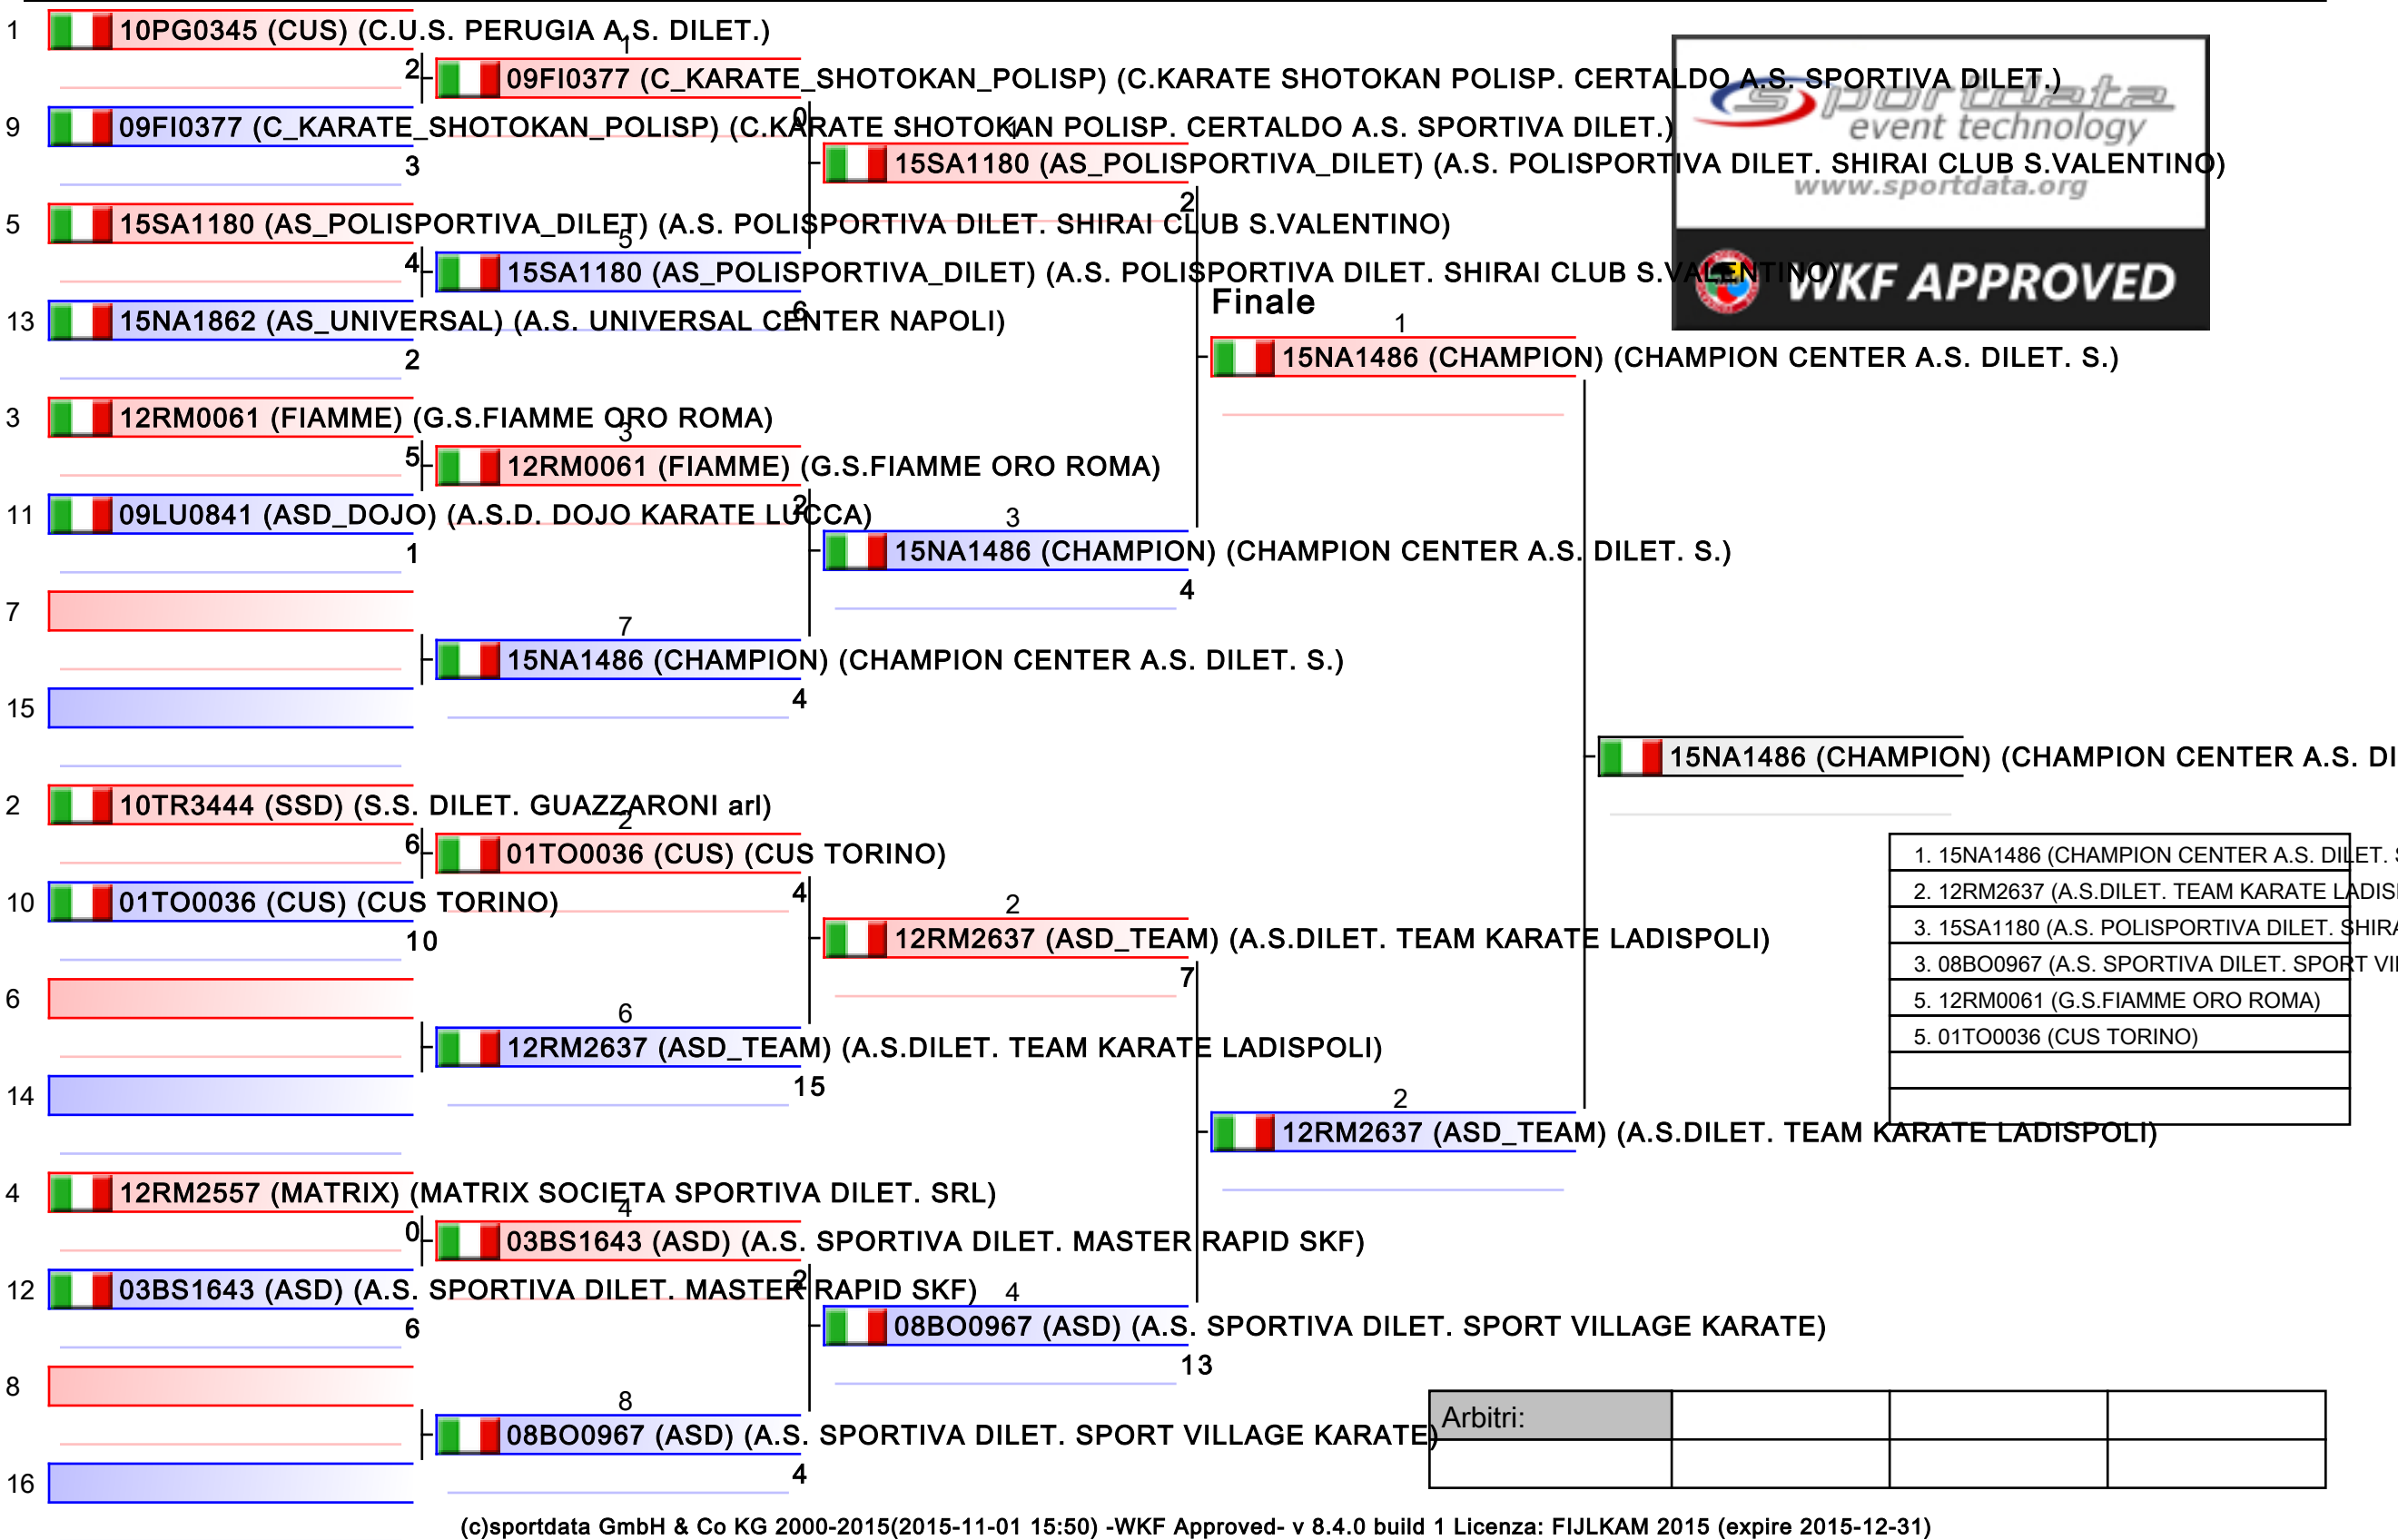 1 10PG0345 (CUS) (C.U.S. PERUGIA A.S. DILET.)
1
2
09FI0377 (C_KARATE_SHOTOKAN_POLISP) (C.KARATE SHOTOKAN POLISP. CERTALDO A.S. SPORTIVA DILET.)
0
sportdata
event technology
www.sportdata.org
WKF APPROVED
9 09FI0377 (C_KARATE_SHOTOKAN_POLISP) (C.KARATE SHOTOKAN POLISP. CERTALDO A.S. SPORTIVA DILET.)
3
1
15SA1180 (AS_POLISPORTIVA_DILET) (A.S. POLISPORTIVA DILET. SHIRAI CLUB S.VALENTINO)
2
5 15SA1180 (AS_POLISPORTIVA_DILET) (A.S. POLISPORTIVA DILET. SHIRAI CLUB S.VALENTINO)
5
4
15SA1180 (AS_POLISPORTIVA_DILET) (A.S. POLISPORTIVA DILET. SHIRAI CLUB S.VALENTINO)
6
Finale
13 15NA1862 (AS_UNIVERSAL) (A.S. UNIVERSAL CENTER NAPOLI)
2
1
15NA1486 (CHAMPION) (CHAMPION CENTER A.S. DILET. S.)
3 12RM0061 (FIAMME) (G.S.FIAMME ORO ROMA)
3
5
12RM0061 (FIAMME) (G.S.FIAMME ORO ROMA)
2
11 09LU0841 (ASD_DOJO) (A.S.D. DOJO KARATE LUCCA)
1
3
15NA1486 (CHAMPION) (CHAMPION CENTER A.S. DILET. S.)
4
7
7
15NA1486 (CHAMPION) (CHAMPION CENTER A.S. DILET. S.)
4
15
15NA1486 (CHAMPION) (CHAMPION CENTER A.S. DI
2 10TR3444 (SSD) (S.S. DILET. GUAZZARONI arl)
2
6
01TO0036 (CUS) (CUS TORINO)
4
10 01TO0036 (CUS) (CUS TORINO)
10
2
12RM2637 (ASD_TEAM) (A.S.DILET. TEAM KARATE LADISPOLI)
7
1. 15NA1486 (CHAMPION CENTER A.S. DILET.
2. 12RM2637 (A.S.DILET. TEAM KARATE LADIS
3. 15SA1180 (A.S. POLISPORTIVA DILET. SHIRA
3. 08BO0967 (A.S. SPORTIVA DILET. SPORT VI
5. 12RM0061 (G.S.FIAMME ORO ROMA)
5. 01TO0036 (CUS TORINO)
6
6
12RM2637 (ASD_TEAM) (A.S.DILET. TEAM KARATE LADISPOLI)
15
14
2
12RM2637 (ASD_TEAM) (A.S.DILET. TEAM KARATE LADISPOLI)
4 12RM2557 (MATRIX) (MATRIX SOCIETA SPORTIVA DILET. SRL)
4
0
03BS1643 (ASD) (A.S. SPORTIVA DILET. MASTER RAPID SKF)
2
12 03BS1643 (ASD) (A.S. SPORTIVA DILET. MASTER RAPID SKF)
6
4
08BO0967 (ASD) (A.S. SPORTIVA DILET. SPORT VILLAGE KARATE)
13
8
8
08BO0967 (ASD) (A.S. SPORTIVA DILET. SPORT VILLAGE KARATE)
4
16
Arbitri:
(c)sportdata GmbH & Co KG 2000-2015(2015-11-01 15:50) -WKF Approved- v 8.4.0 build 1 Licenza: FIJLKAM 2015 (expire 2015-12-31)